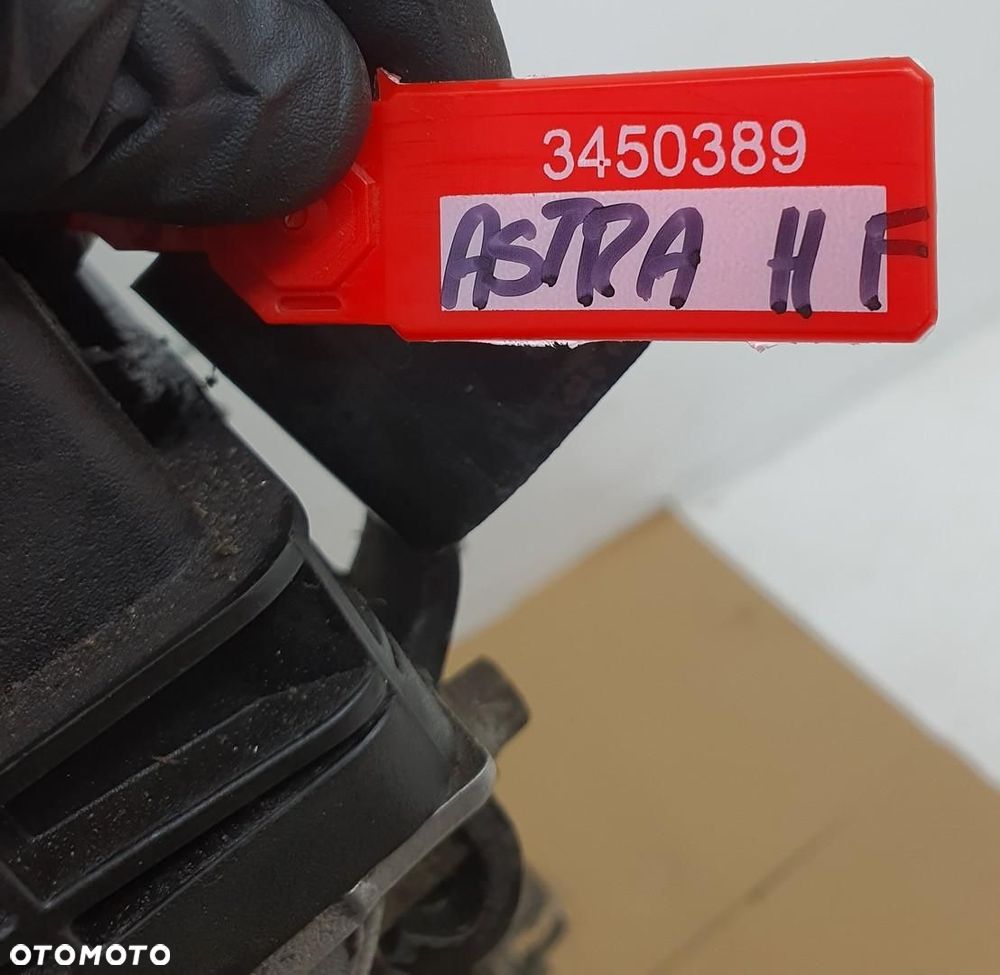 3450389
ASTRA H F
OTOMOTO